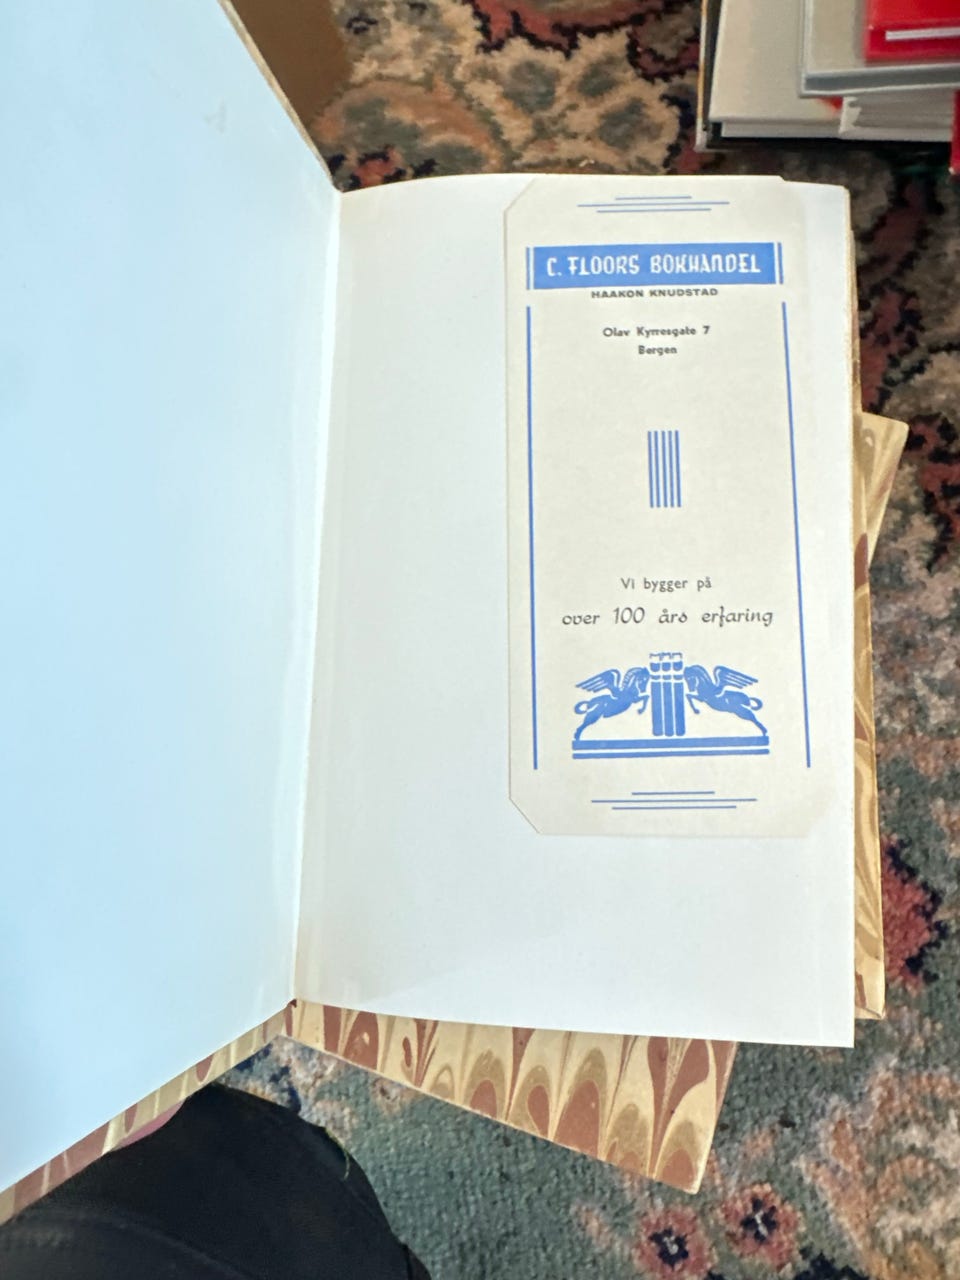 C. FLOORS BOKHANDEL
HAAKON KNUDSTAD
Olav Kyrresgate 7
Bergen
Vi bygger på
over 100 års erfaring